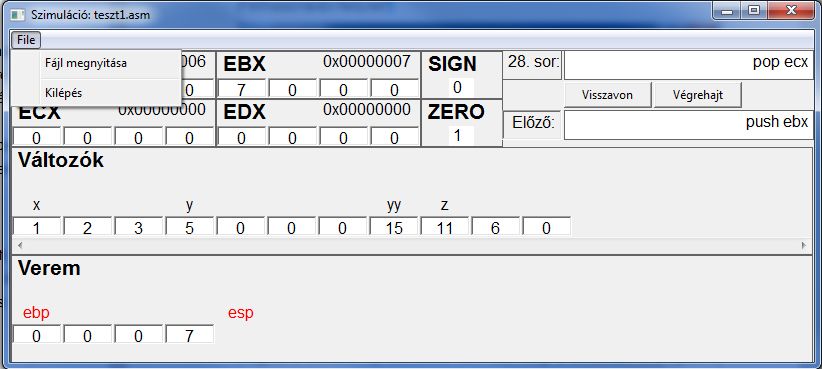 Szimuláció: teszt1.asm
File
Fájl megnyitása
Kilépés
006 EBX 0x00000007 SIGN 28. sor: pop ecx
0 7 0 0 0 0 Visszavon Végrehajt
ECX 0x00000000 EDX 0x00000000 ZERO Előző: push ebx
0 0 0 0 0 0 0 0 1
Változók
x y yy z
1 2 3 5 0 0 0 15 11 6 0
Verem
ebp esp
0 0 0 7